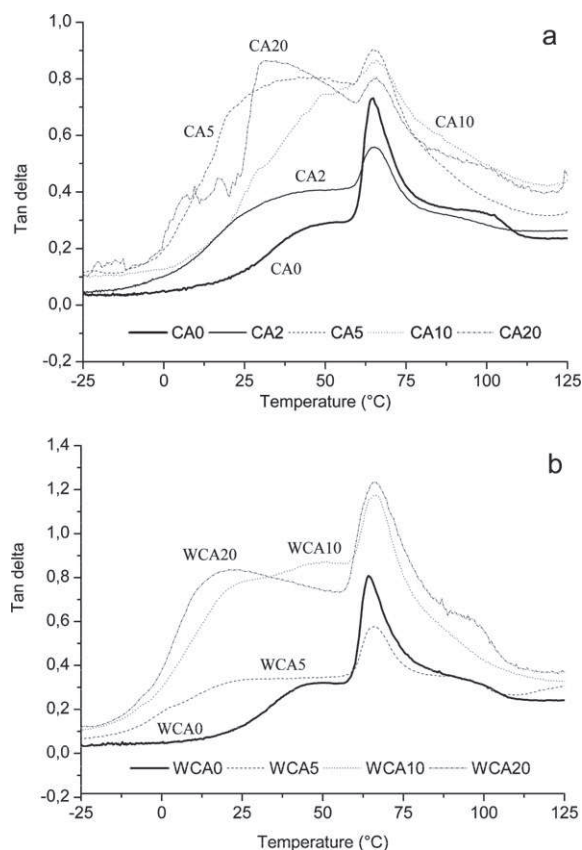 a
1,0
0,8
0,6
0,4
0,2
0,0
-0,2
Tan delta
CA20
CA5
CA10
CA2
CA0
CA0 CA2 CA5 CA10 CA20
-25 0 25 50 75 100 125
Temperature (°C)
b
1,4
1,2
1,0
0,8
0,6
0,4
0,2
0,0
-0,2
Tan delta
WCA20
WCA10
WCA5
WCA0
WCA0 WCA5 WCA10 WCA20
-25 0 25 50 75 100 125
Temperature (°C)